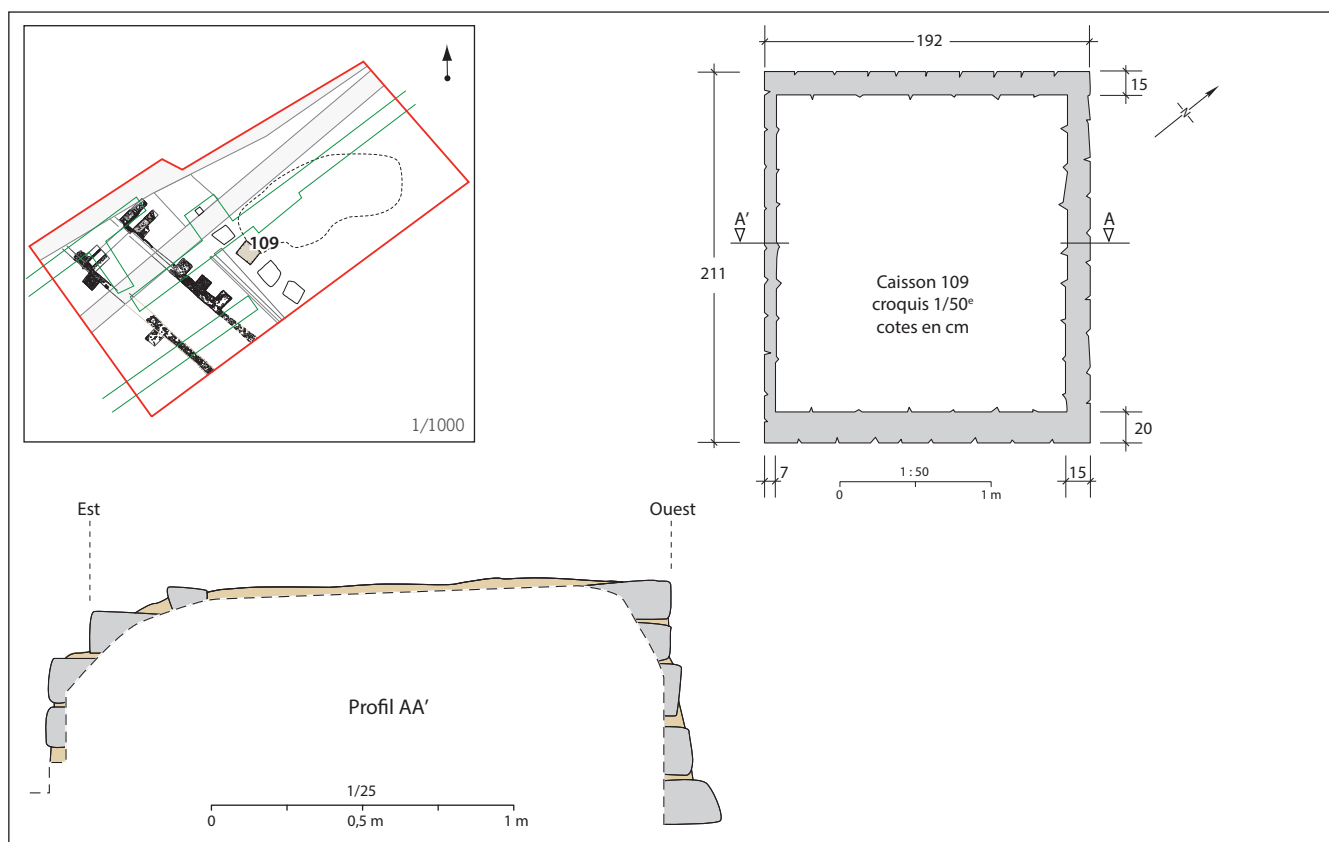 109
1/1000
192
15
N
A'
A
211
Caisson 109
croquis 1/50e
cotes en cm
20
7
15
1 : 50
0
1 m
Est
Ouest
Profil AA'
1/25
0
0,5 m
1 m